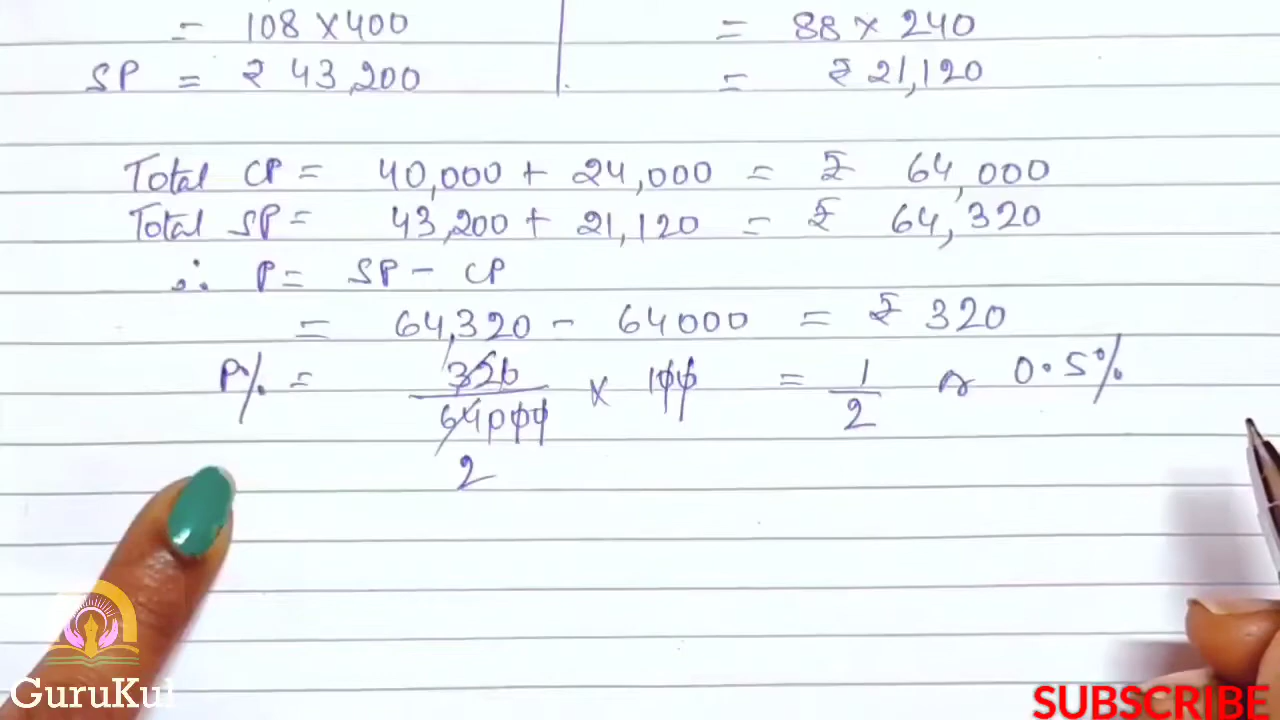 = 108 × 400 = 88 × 240
SP = ₹ 43,200 = ₹ 21,120
Total CP = 40,000 + 24,000 = ₹ 64,000
Total SP = 43,200 + 21,120 = ₹ 64,320
∴ P = SP - CP
= 64,320 - 64000 = ₹ 320
P% = 320/64000 × 100 = 1/2 or 0.5%
2
GuruKul
SUBSCRIBE